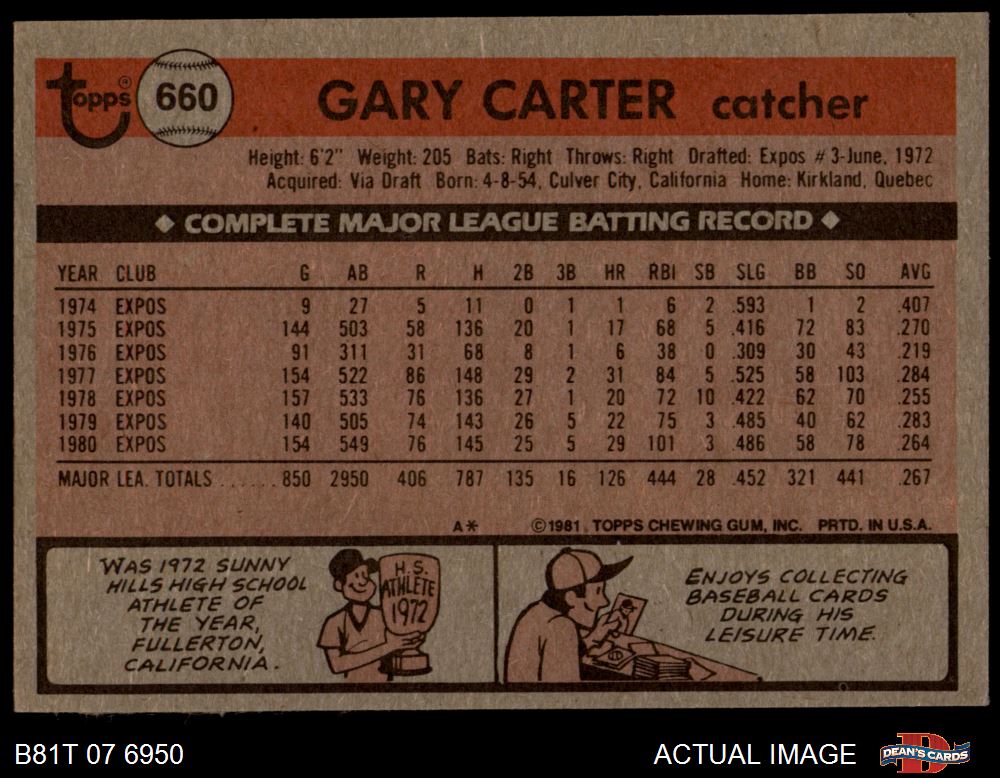 Topps ® 660 GARY CARTER catcher
Height: 6'2" Weight: 205 Bats: Right Throws: Right Drafted: Expos #3-June, 1972
Acquired: Via Draft Born: 4-8-54, Culver City, California Home: Kirkland, Quebec
◆ COMPLETE MAJOR LEAGUE BATTING RECORD ◆
YEAR CLUB G AB R H 2B 3B HR RBI SB SLG BB SO AVG
1974 EXPOS 9 27 5 11 0 1 1 6 2 .593 1 2 .407
1975 EXPOS 144 503 58 136 20 1 17 68 5 .416 72 83 .270
1976 EXPOS 91 311 31 68 8 1 6 38 0 .309 30 43 .219
1977 EXPOS 154 522 86 148 29 2 31 84 5 .525 58 103 .284
1978 EXPOS 157 533 76 136 27 1 20 72 10 .422 62 70 .255
1979 EXPOS 140 505 74 143 26 5 22 75 3 .485 40 62 .283
1980 EXPOS 154 549 76 145 25 5 29 101 3 .486 58 78 .264
MAJOR LEA. TOTALS ...... 850 2950 406 787 135 16 126 444 28 .452 321 441 .267
A* ©1981 TOPPS CHEWING GUM, INC. PRTD. IN U.S.A.
WAS 1972 SUNNY
HILLS HIGH SCHOOL
ATHLETE OF
THE YEAR,
FULLERTON,
CALIFORNIA.
H.S.
ATHLETE
1972
ENJOYS COLLECTING
BASEBALL CARDS
DURING HIS
LEISURE TIME.
B81T 07 6950 ACTUAL IMAGE DEAN'S CARDS